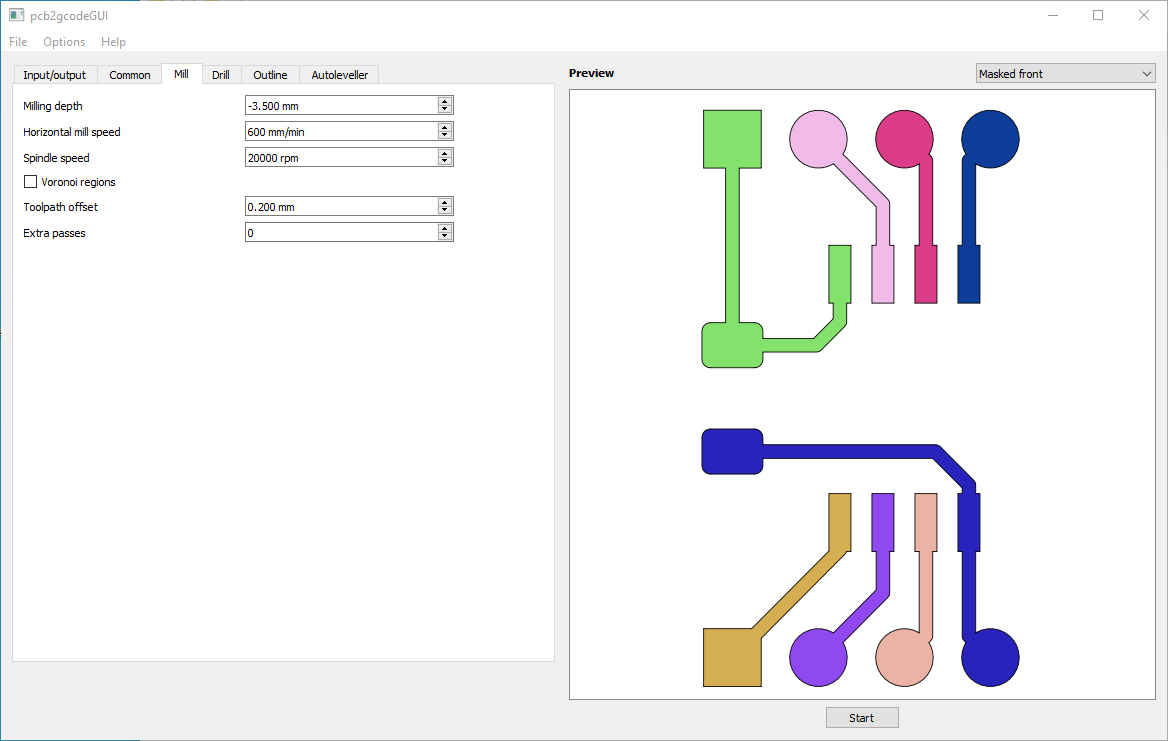 pcb2gcodeGUI
File Options Help
Input/output Common Mill Drill Outline Autoleveller
Preview
Masked front
Milling depth -3.500 mm
Horizontal mill speed 600 mm/min
Spindle speed 20000 rpm
Voronoi regions
Toolpath offset 0.200 mm
Extra passes 0
Start